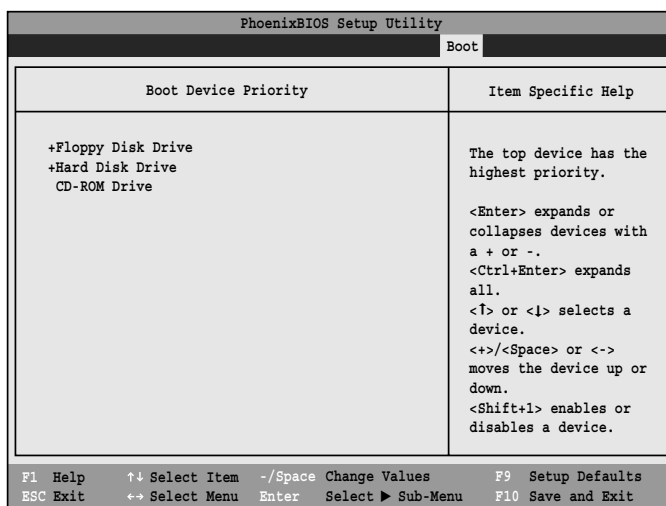 PhoenixBIOS Setup Utility
Boot
Boot Device Priority
+Floppy Disk Drive
+Hard Disk Drive
CD-ROM Drive
Item Specific Help
The top device has the
highest priority.
<Enter> expands or
collapses devices with
a + or -.
<Ctrl+Enter> expands
all.
<↑> or <↓> selects a
device.
<+>/<Space> or <->
moves the device up or
down.
<Shift+1> enables or
disables a device.
F1 Help ↑↓ Select Item -/Space Change Values F9 Setup Defaults
ESC Exit ←→ Select Menu Enter Select ▶ Sub-Menu F10 Save and Exit